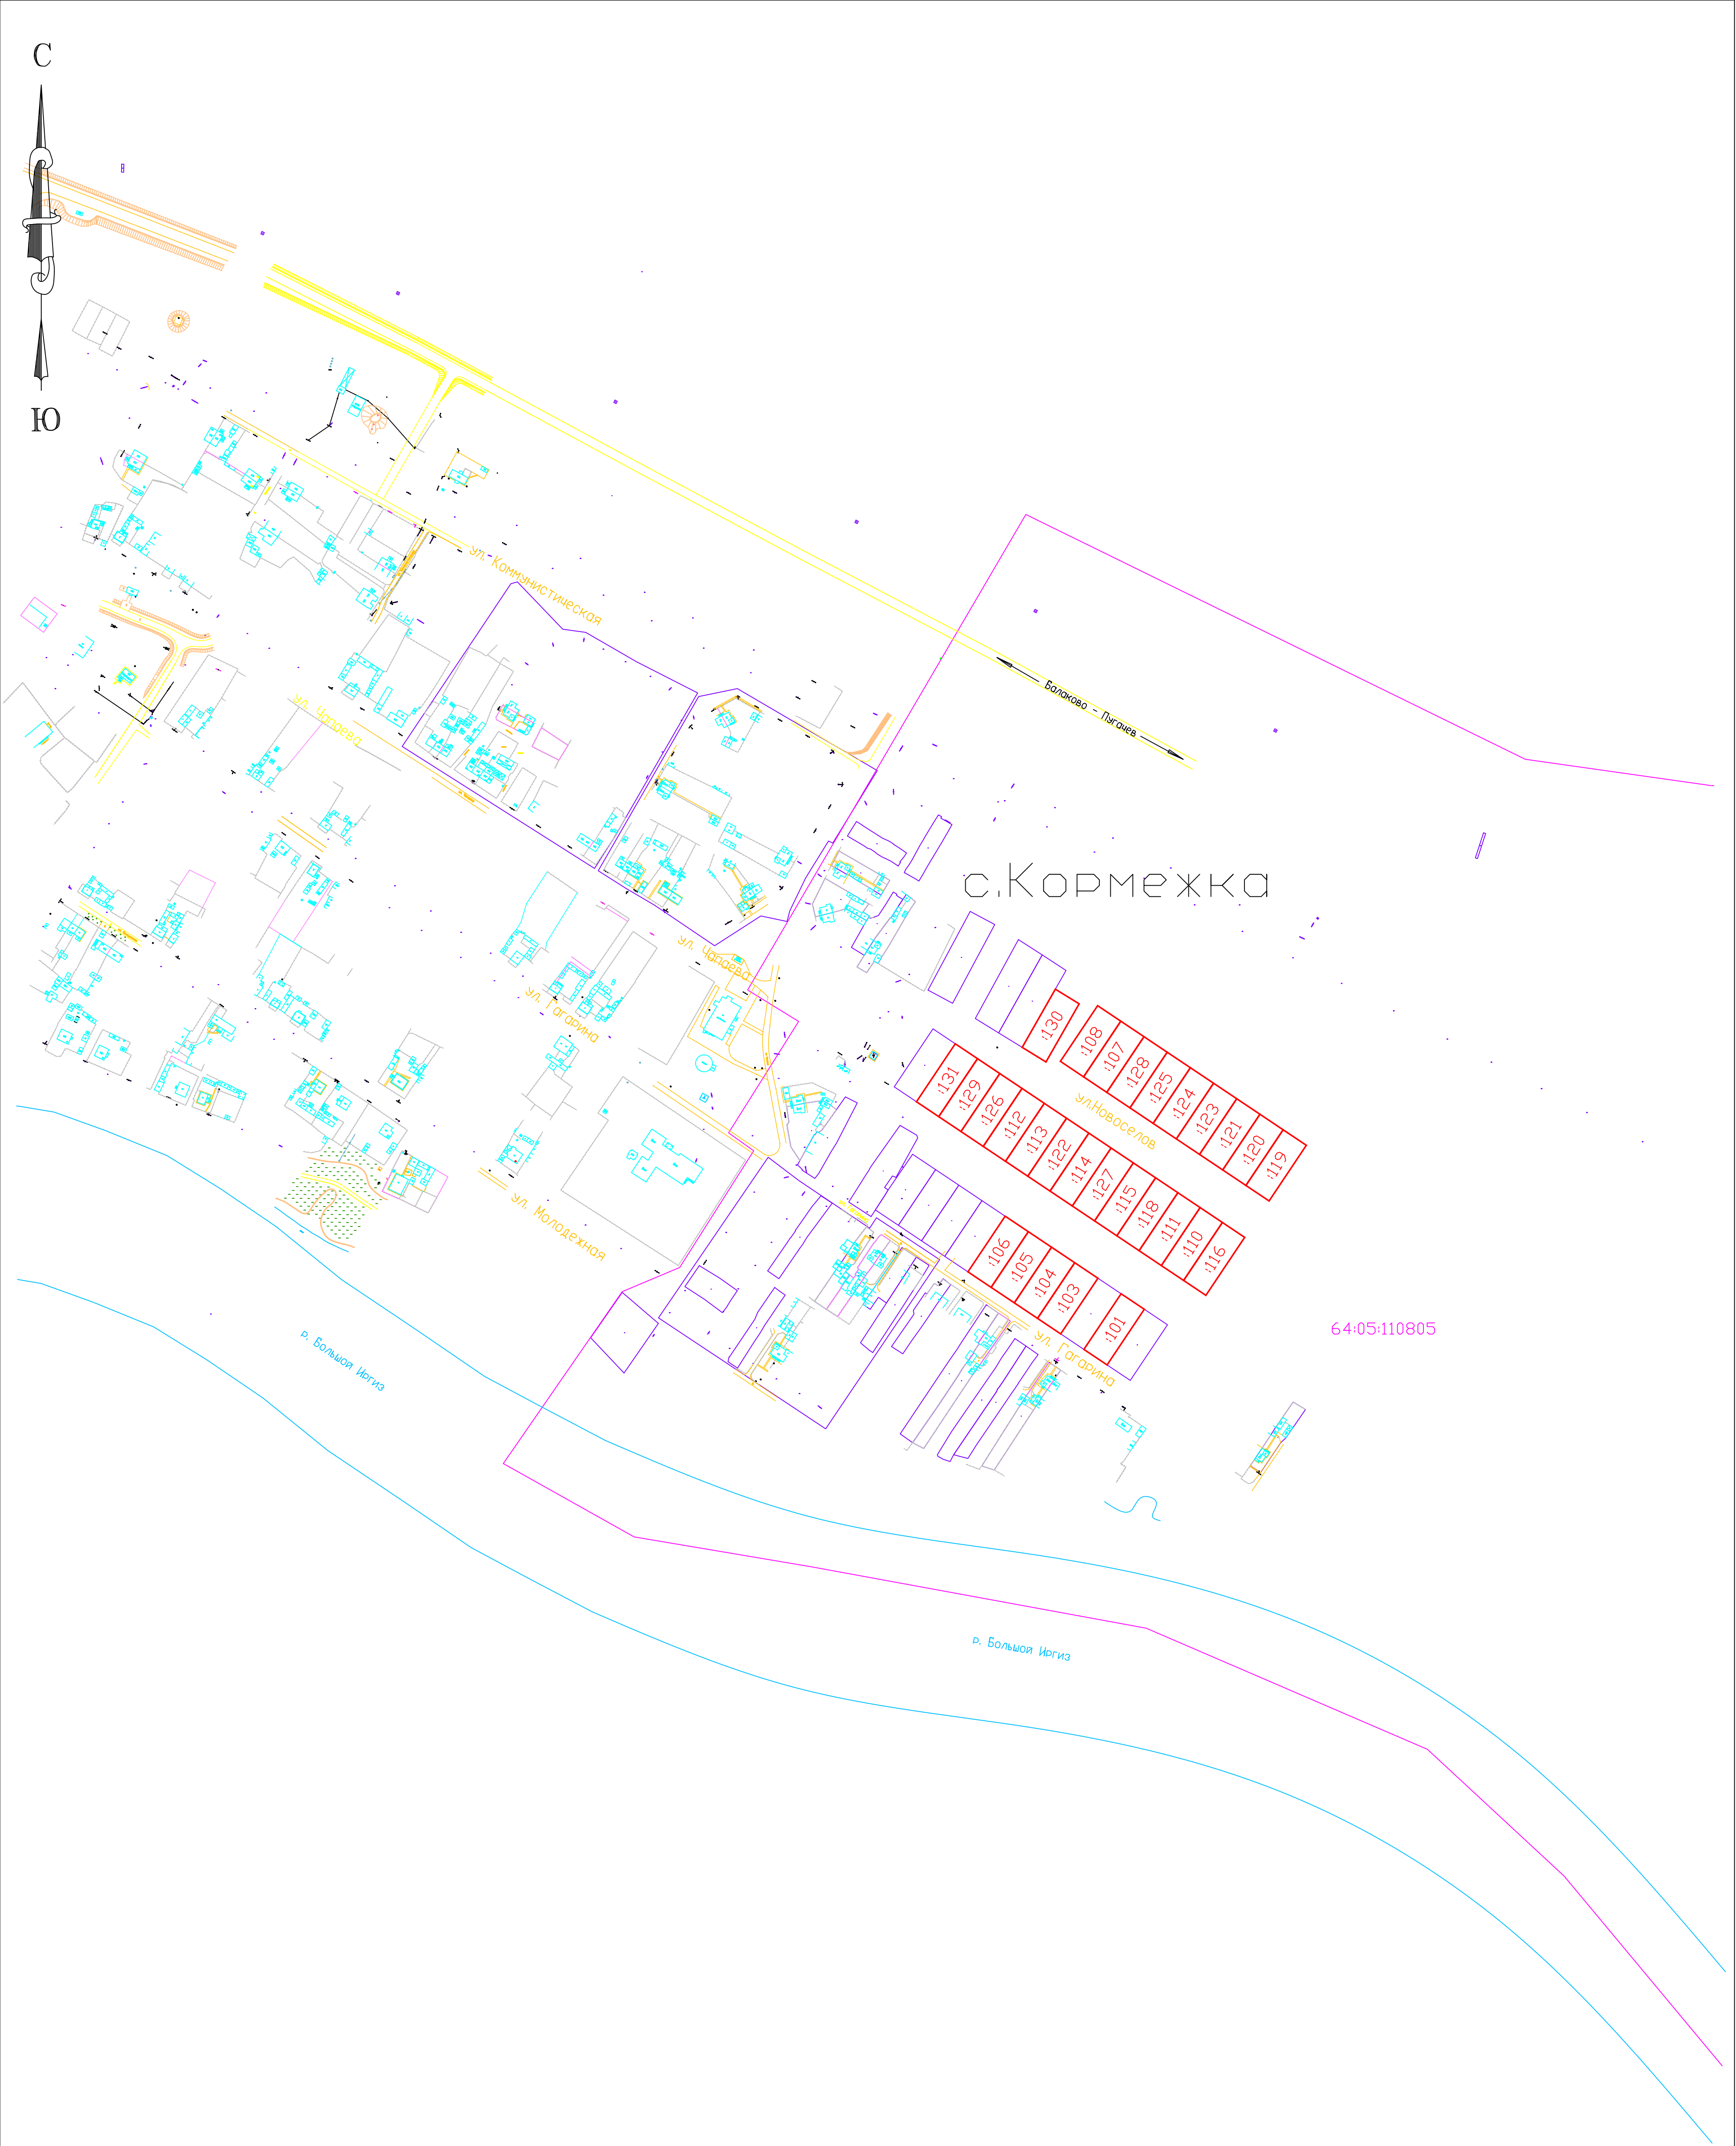 С
Ю
ул. Коммунистическая
ул. Чапаева
Балаково - Пугачев
с.Кормежка
ул. Чапаева
ул. Гагарина
:130
:108
:107
:128
:125
:124
:123
:121
:120
:119
ул.Новоселов
:131
:129
:126
:112
:113
:122
:114
:127
:115
:118
:111
:110
:116
ул. Молодежная
:106
:105
:104
:103
:101
ул. Гагарина
64:05:110805
р. Большой Иргиз
р. Большой Иргиз